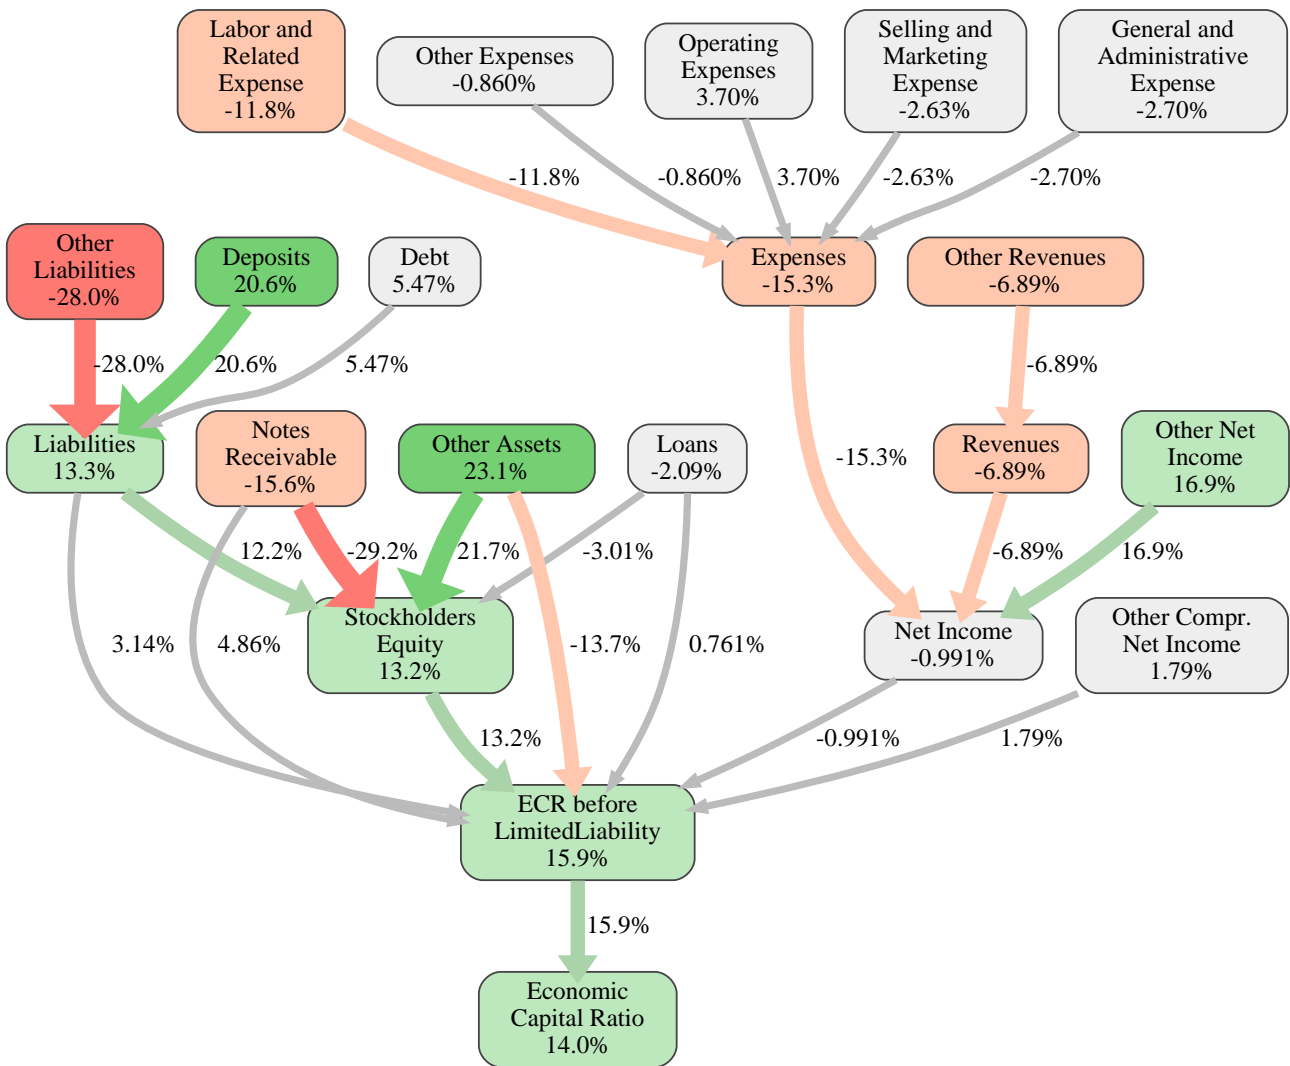 Labor and
Related
Expense
-11.8%
Other Expenses
-0.860%
Operating
Expenses
3.70%
Selling and
Marketing
Expense
-2.63%
General and
Administrative
Expense
-2.70%
-11.8%
-0.860%
3.70%
-2.63%
-2.70%
Other
Liabilities
-28.0%
Deposits
20.6%
Debt
5.47%
Expenses
-15.3%
Other Revenues
-6.89%
-28.0%
20.6%
5.47%
-6.89%
Liabilities
13.3%
Notes
Receivable
-15.6%
Other Assets
23.1%
Loans
-2.09%
-15.3%
Revenues
-6.89%
Other Net
Income
16.9%
12.2%
-29.2%
21.7%
-3.01%
-6.89%
16.9%
3.14%
4.86%
Stockholders
Equity
13.2%
-13.7%
0.761%
Net Income
-0.991%
Other Compr.
Net Income
1.79%
13.2%
-0.991%
1.79%
ECR before
LimitedLiability
15.9%
15.9%
Economic
Capital Ratio
14.0%